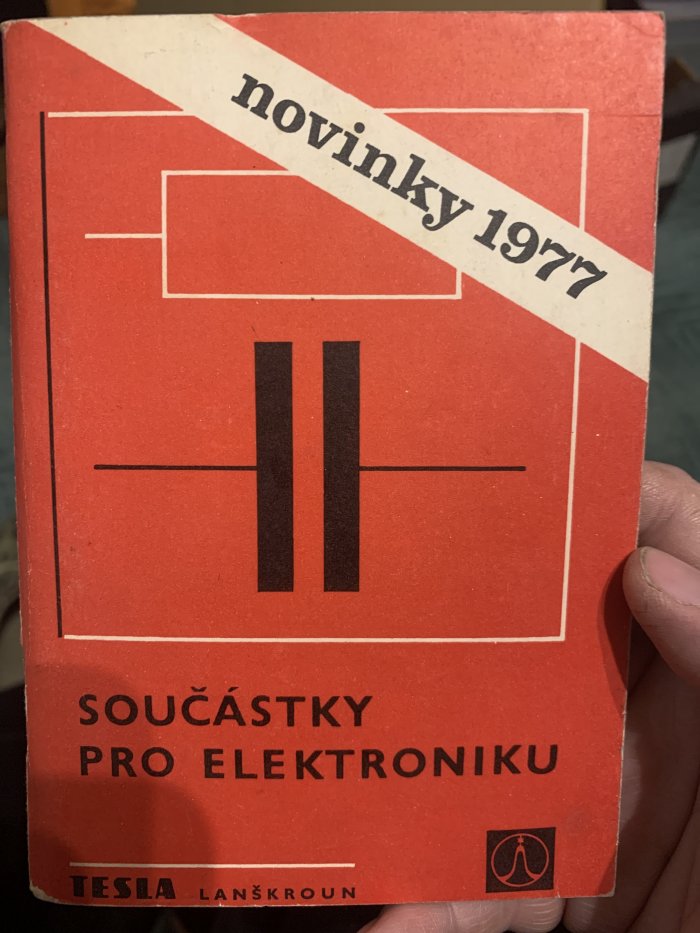 novinky 1977
SOUČÁSTKY
PRO ELEKTRONIKU
TESLA LANŠKROUN